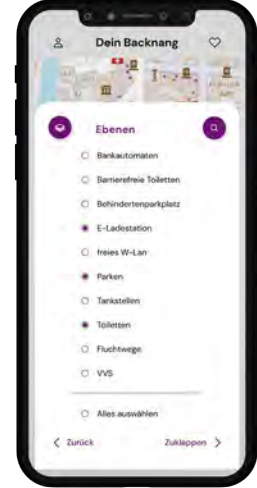 Dein Backnang
Ebenen
Bankautomaten
Barrierefreie Toiletten
Behindertenparkplatz
E-Ladestation
freies W-Lan
Parken
Tankstellen
Toiletten
Fluchtwege
VVS
Alles auswählen
Zurück Zuklappen